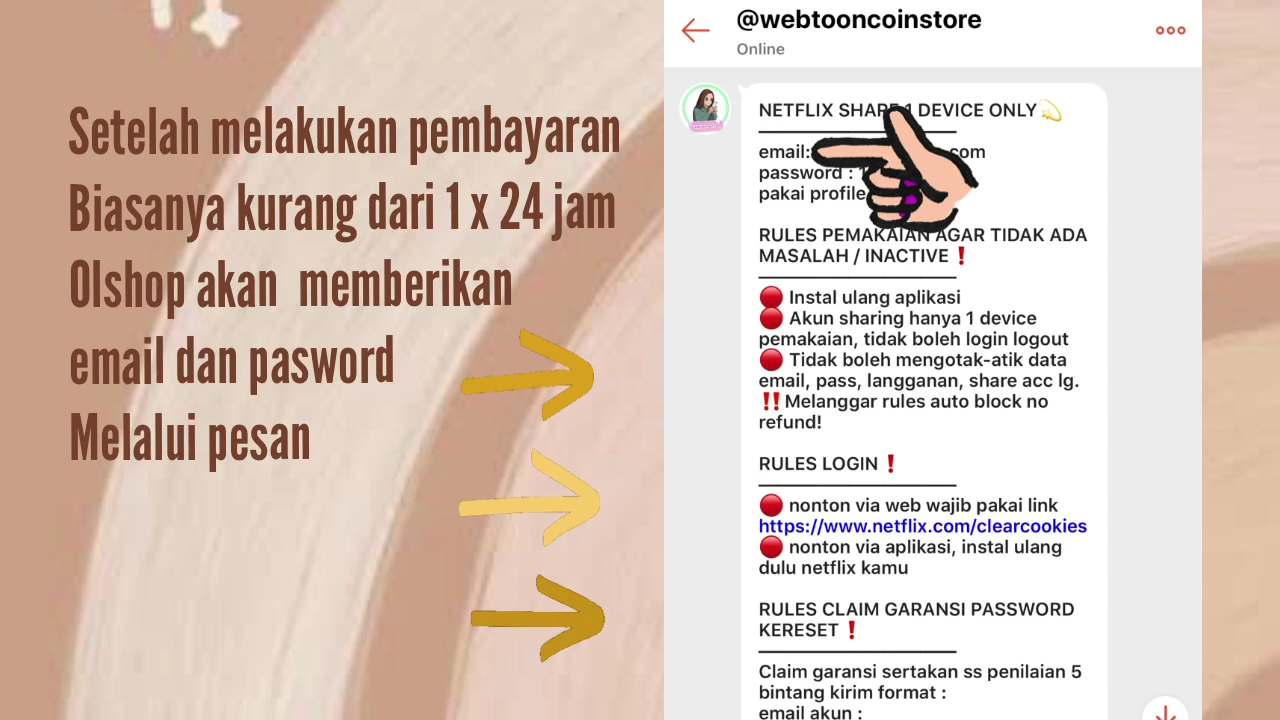 Setelah melakukan pembayaran
Biasanya kurang dari 1 x 24 jam
Olshop akan memberikan
email dan pasword
Melalui pesan
@webtooncoinstore
Online
NETFLIX SHARE 1 DEVICE ONLY💫
email: .com
password :
pakai profile
RULES PEMAKAIAN AGAR TIDAK ADA
MASALAH / INACTIVE ❗
🔴 Instal ulang aplikasi
🔴 Akun sharing hanya 1 device
pemakaian, tidak boleh login logout
🔴 Tidak boleh mengotak-atik data
email, pass, langganan, share acc lg.
‼️Melanggar rules auto block no
refund!
RULES LOGIN ❗
🔴 nonton via web wajib pakai link
https://www.netflix.com/clearcookies
🔴 nonton via aplikasi, instal ulang
dulu netflix kamu
RULES CLAIM GARANSI PASSWORD
KERESET ❗
Claim garansi sertakan ss penilaian 5
bintang kirim format :
email akun :